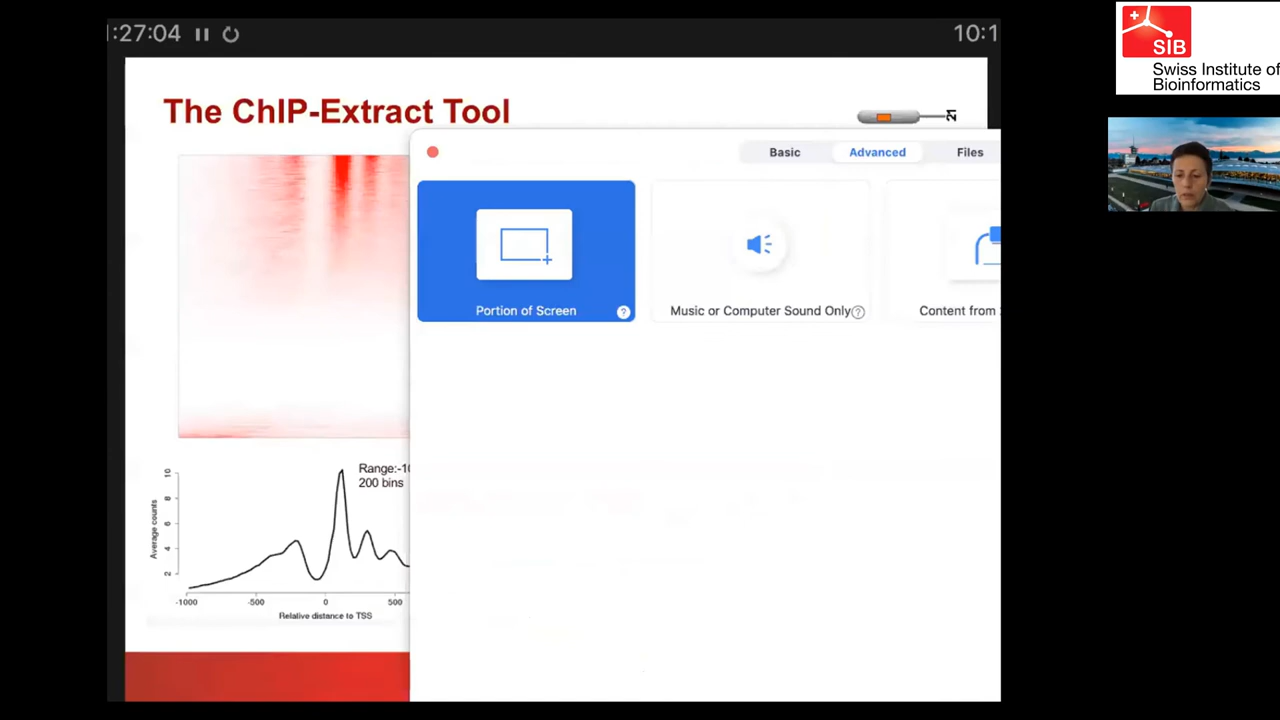 :27:04
10:1
SIB
Swiss Institute of
Bioinformatics
The ChIP-Extract Tool
21
Basic
Advanced
Files
Portion of Screen
?
Music or Computer Sound Only
?
Content from
Range:-10
200 bins
Average counts
10
8
6
4
2
-1000
-500
0
500
Relative distance to TSS